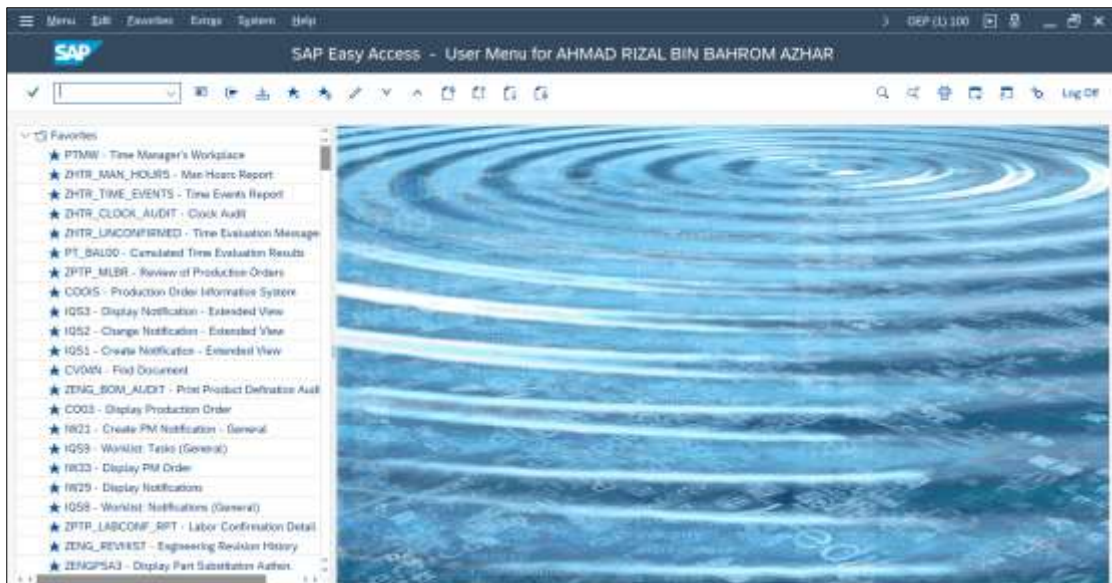 Menu Edit Favorites Extras System Help
OEP (1) 100
SAP
SAP Easy Access - User Menu for AHMAD RIZAL BIN BAHROM AZHAR
Log Off
Favorites
PTMW - Time Manager's Workplace
ZHTR_MAN_HOURS - Man Hours Report
ZHTR_TIME_EVENTS - Time Events Report
ZHTR_CLOCK_AUDIT - Clock Audit
ZHTR_UNCONFIRMED - Time Evaluation Message
PT_BAL00 - Cumulated Time Evaluation Results
ZPTP_MLBR - Review of Production Orders
COOIS - Production Order Information System
IQS3 - Display Notification - Extended View
IQS2 - Change Notification - Extended View
IQS1 - Create Notification - Extended View
CV04N - Find Document
ZENG_BOM_AUDIT - Print Product Defination Audi
CO03 - Display Production Order
IW21 - Create PM Notification - General
IQS9 - Worklist: Tasks (General)
IW33 - Display PM Order
IW29 - Display Notifications
IQS8 - Worklist: Notifications (General)
ZPTP_LABCONF_RPT - Labor Confirmation Detail
ZENG_REVHIST - Engineering Revision History
ZENGPSA3 - Display Part Substitution Authori